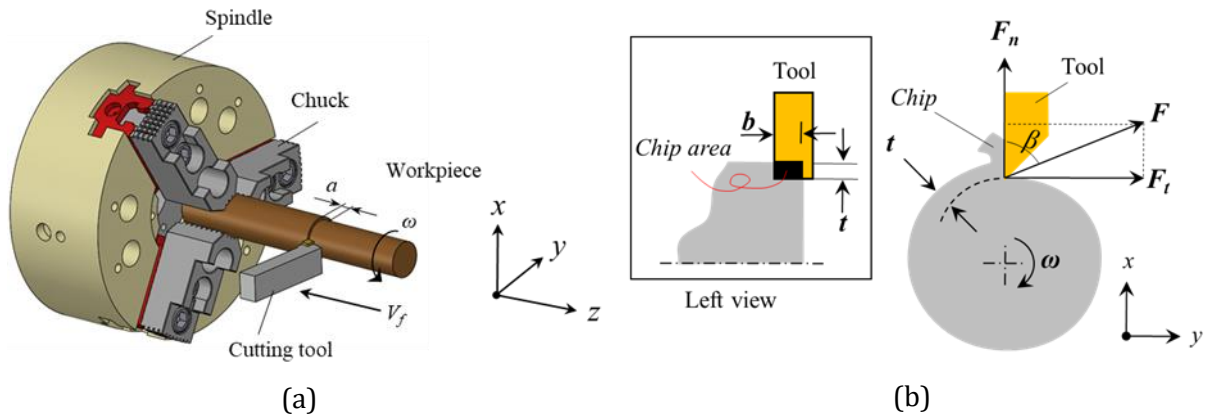 Spindle
Chuck
Workpiece
a
ω
V_f
Cutting tool
x
y
z
(a)
Tool
b
Chip area
t
Left view
F_n
Tool
Chip
F
β
t
F_t
ω
x
y
(b)